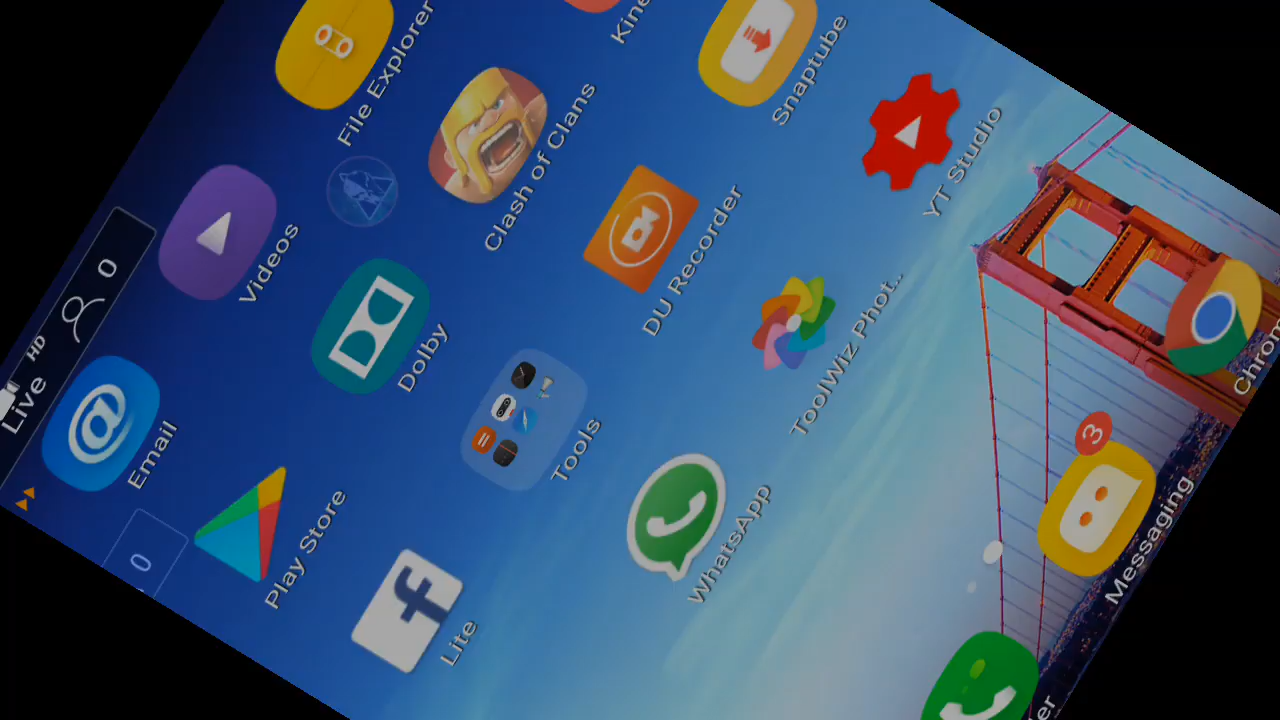 Live HD 0
0
Email
Videos
File Explorer
Kine
Play Store
Dolby
Clash of Clans
Snaptube
Lite
Tools
DU Recorder
YT Studio
WhatsApp
ToolWiz Phot..
3
Messaging
Chrom